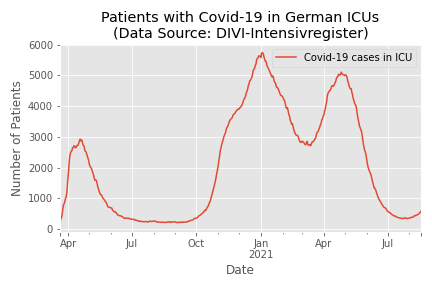 Patients with Covid-19 in German ICUs
(Data Source: DIVI-Intensivregister)
Covid-19 cases in ICU
Number of Patients
6000
5000
4000
3000
2000
1000
0
Apr
Jul
Oct
Jan
2021
Apr
Jul
Date